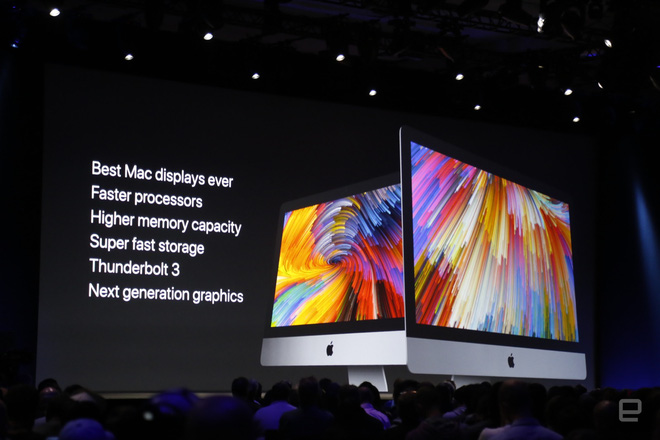 Best Mac displays ever
Faster processors
Higher memory capacity
Super fast storage
Thunderbolt 3
Next generation graphics
e